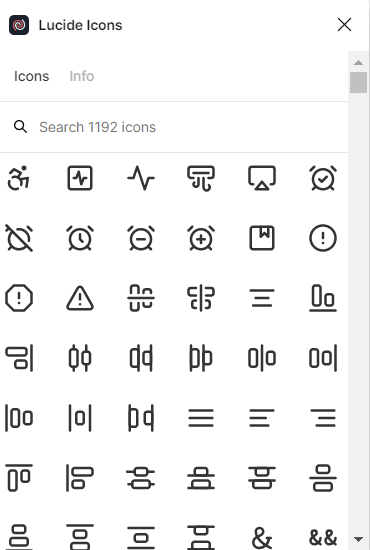 Lucide Icons
Icons Info
Search 1192 icons
& &&